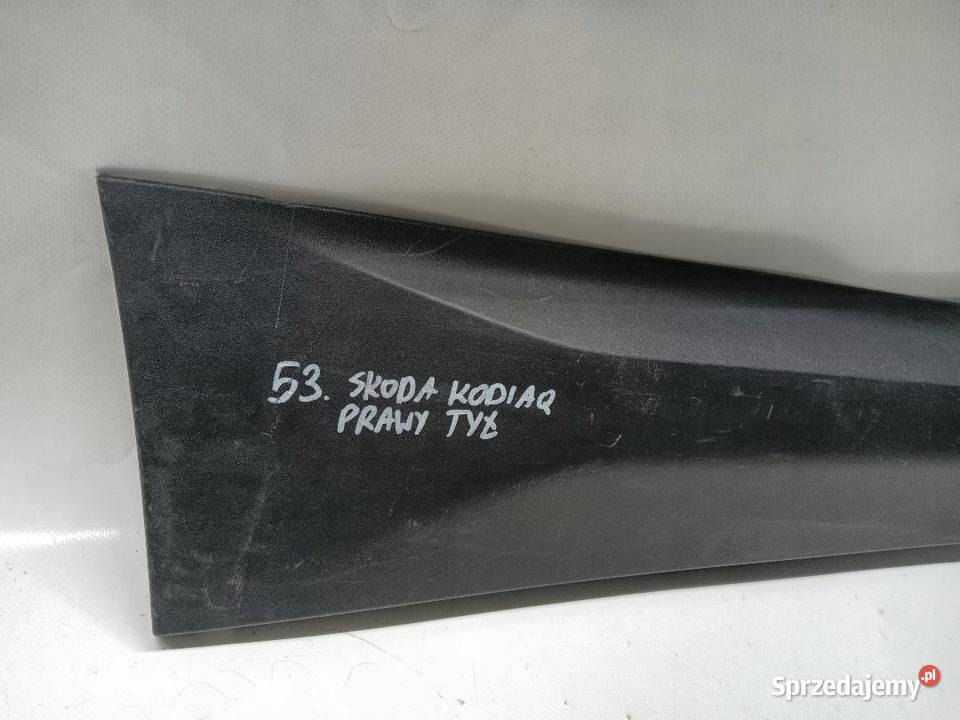 53. SKODA KODIAQ
PRAWY TYŁ
Sprzedajemy.pl